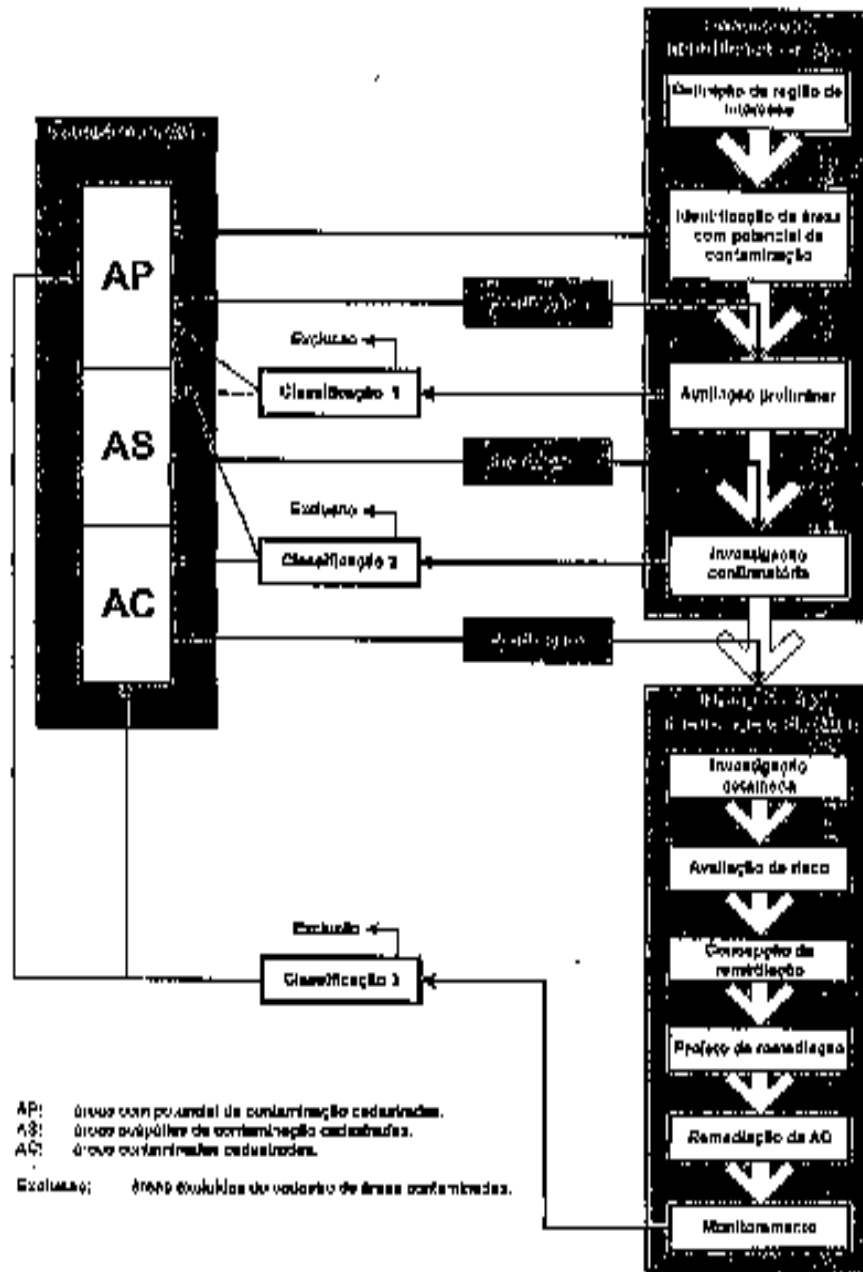 Definição da região de
interesse
Identificação de áreas
com potencial de
contaminação
AP
Exclusão
Classificação 1
Avaliação preliminar
AS
Exclusão
Classificação 2
Investigação
confirmatória
AC
Investigação
detalhada
Avaliação de risco
Exclusão
Classificação 3
Concepção da
remediação
Projeto de remediação
Remediação da AC
Monitoramento
AP: áreas com potencial de contaminação cadastradas.
AS: áreas suspeitas de contaminação cadastradas.
AC: áreas contaminadas cadastradas.
Exclusão: áreas excluídas do cadastro de áreas contaminadas.